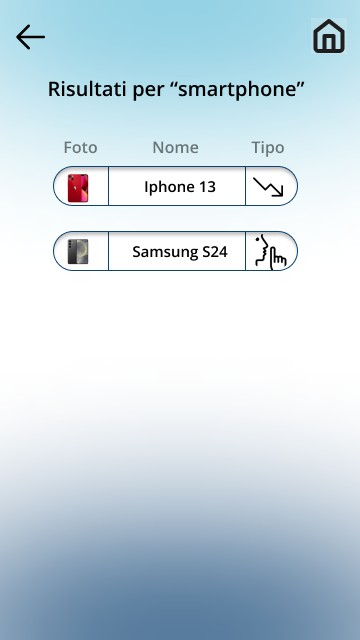 Risultati per “smartphone”
Foto Nome Tipo
Iphone 13
Samsung S24